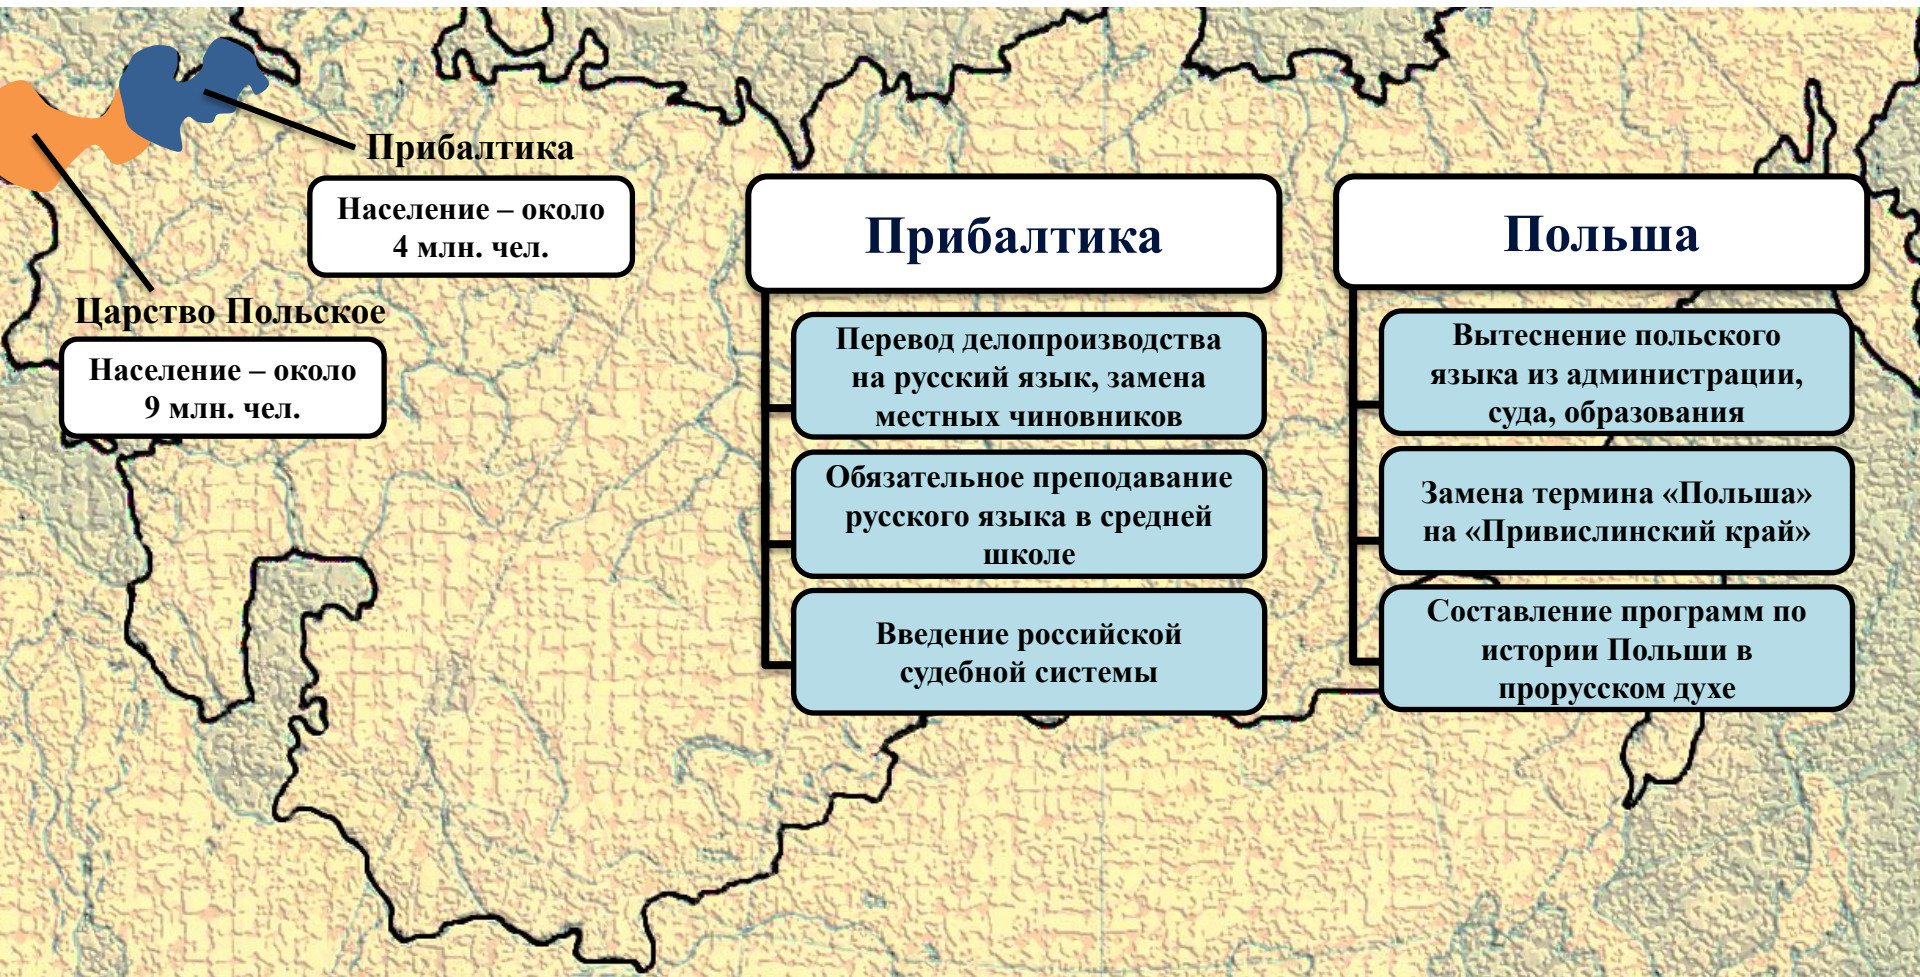 Прибалтика
Население – около
4 млн. чел.
Царство Польское
Население – около
9 млн. чел.
Прибалтика
Перевод делопроизводства
на русский язык, замена
местных чиновников
Обязательное преподавание
русского языка в средней
школе
Введение российской
судебной системы
Польша
Вытеснение польского
языка из администрации,
суда, образования
Замена термина «Польша»
на «Привислинский край»
Составление программ по
истории Польши в
прорусском духе